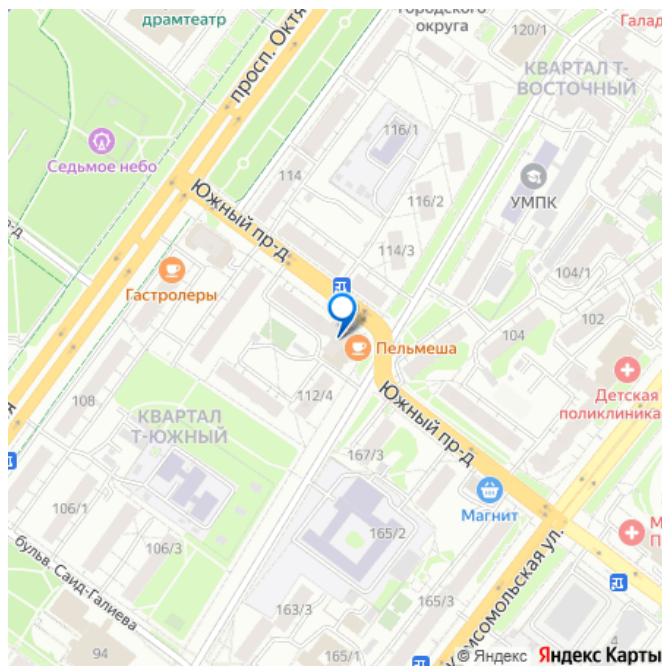 драмтеатр
городского
округа
120/1
Галад
просп. Октя
КВАРТАЛ Т-
ВОСТОЧНЫЙ
116/1
Седьмое небо
114
УМПК
Южный пр-д
116/2
р-д
114/3
104/1
Гастролеры
102
104
Пельмеша
Детская
поликлиника
112/4
108
КВАРТАЛ
Т-ЮЖНЫЙ
Южный пр-д
167/3
Магнит
106/1
165/2
М
П
106/3
бульв. Саид-Галиева
Комсомольская ул.
163/3
165/3
4
94
165/1
© Яндекс Яндекс Карты